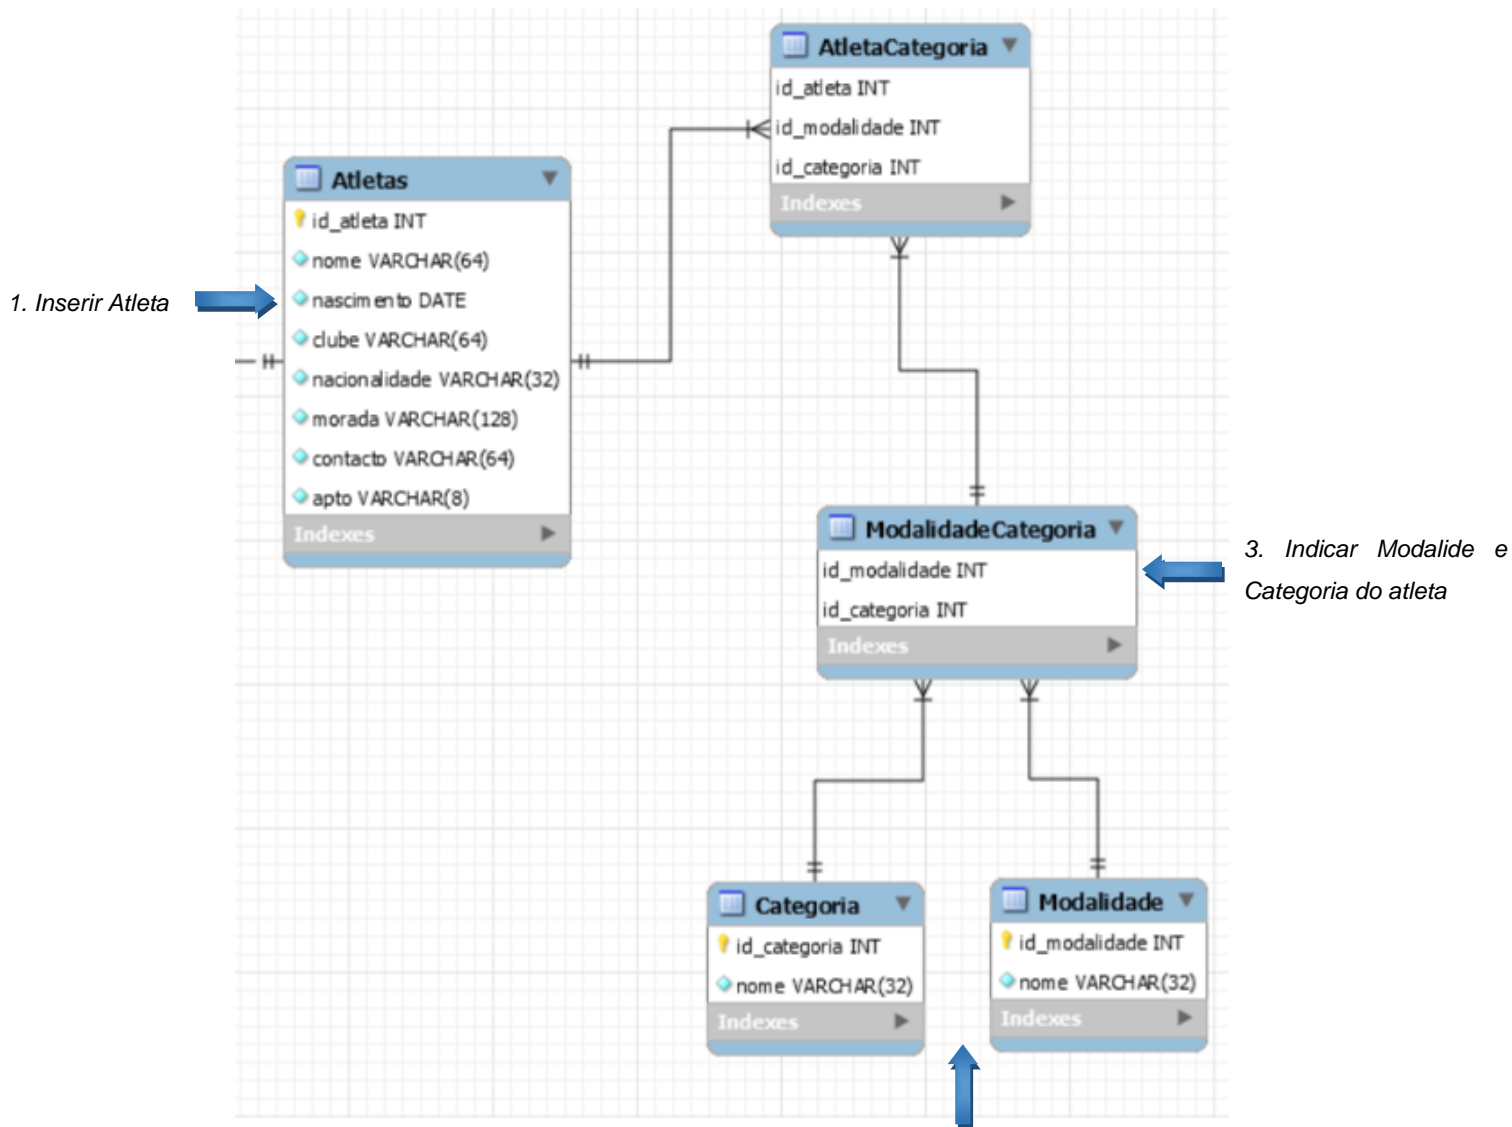 AtletaCategoria
id_atleta INT
id_modalidade INT
id_categoria INT
Indexes
Atletas
id_atleta INT
nome VARCHAR(64)
nascimento DATE
clube VARCHAR(64)
nacionalidade VARCHAR(32)
morada VARCHAR(128)
contacto VARCHAR(64)
apto VARCHAR(8)
Indexes
1. Inserir Atleta
ModalidadeCategoria
id_modalidade INT
id_categoria INT
Indexes
3. Indicar Modalide e
Categoria do atleta
Categoria
id_categoria INT
nome VARCHAR(32)
Indexes
Modalidade
id_modalidade INT
nome VARCHAR(32)
Indexes